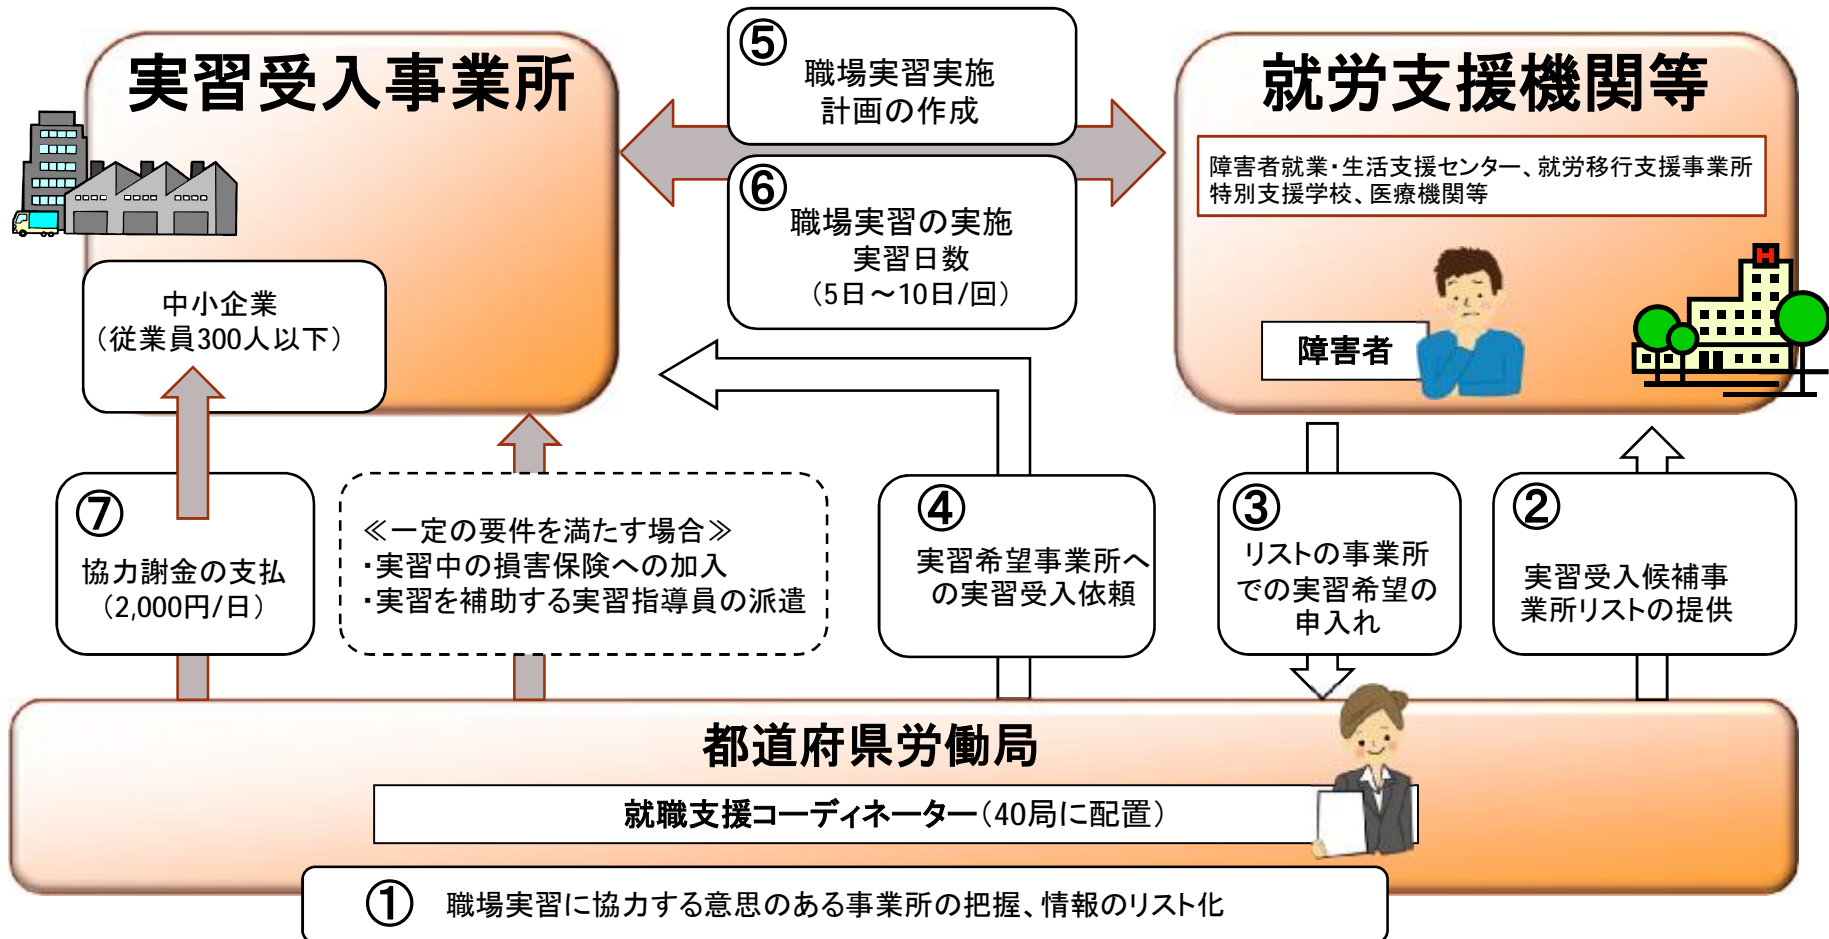 実習受入事業所
中小企業
（従業員300人以下）
⑤
職場実習実施
計画の作成
⑥
職場実習の実施
実習日数
（5日～10日/回）
就労支援機関等
障害者就業・生活支援センター、就労移行支援事業所
特別支援学校、医療機関等
H
障害者
⑦
協力謝金の支払
（2,000円/日）
≪一定の要件を満たす場合≫
・実習中の損害保険への加入
・実習を補助する実習指導員の派遣
④
実習希望事業所へ
の実習受入依頼
③
リストの事業所
での実習希望の
申入れ
②
実習受入候補事
業所リストの提供
都道府県労働局
就職支援コーディネーター（40局に配置）
① 職場実習に協力する意思のある事業所の把握、情報のリスト化